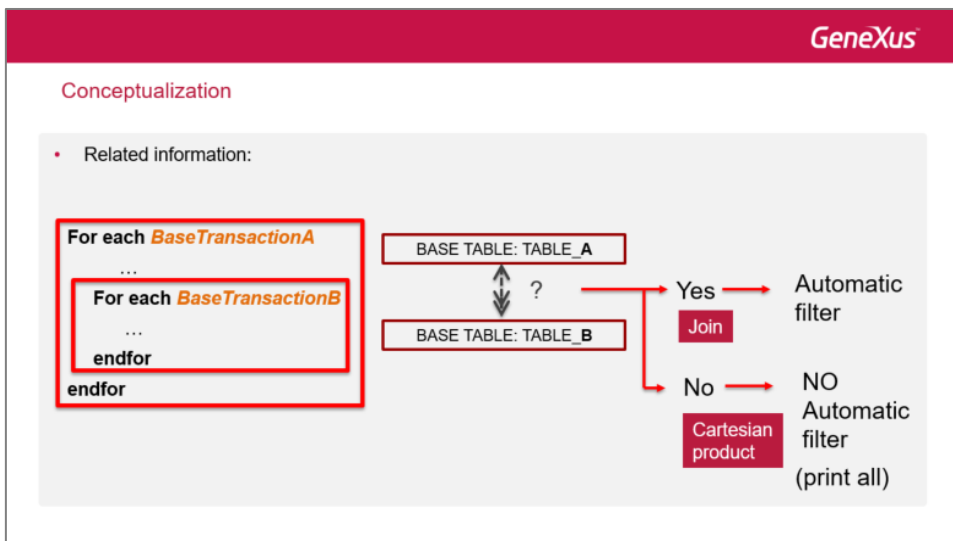 GeneXus™
Conceptualization
• Related information:
For each BaseTransactionA
...
For each BaseTransactionB
...
endfor
endfor
BASE TABLE: TABLE_A
?
BASE TABLE: TABLE_B
Yes
Join
Automatic
filter
No
Cartesian
product
NO
Automatic
filter
(print all)